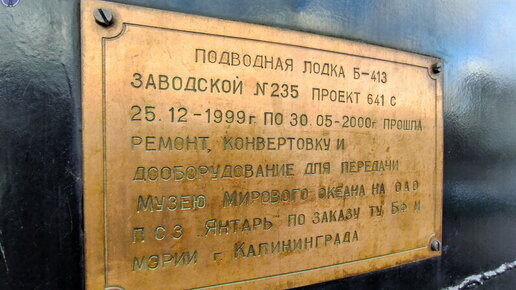 ПОДВОДНАЯ ЛОДКА Б-413
ЗАВОДСКОЙ №235 ПРОЕКТ 641 С
25.12-1999г. ПО 30.05-2000г ПРОШЛА
РЕМОНТ, КОНВЕРТОВКУ И
ДООБОРУДОВАНИЕ ДЛЯ ПЕРЕДАЧИ
МУЗЕЮ МИРОВОГО ОКЕАНА НА ОАО
ПСЗ „ЯНТАРЬ" ПО ЗАКАЗУ ТУ БФ И
МЭРИИ г. КАЛИНИНГРАДА